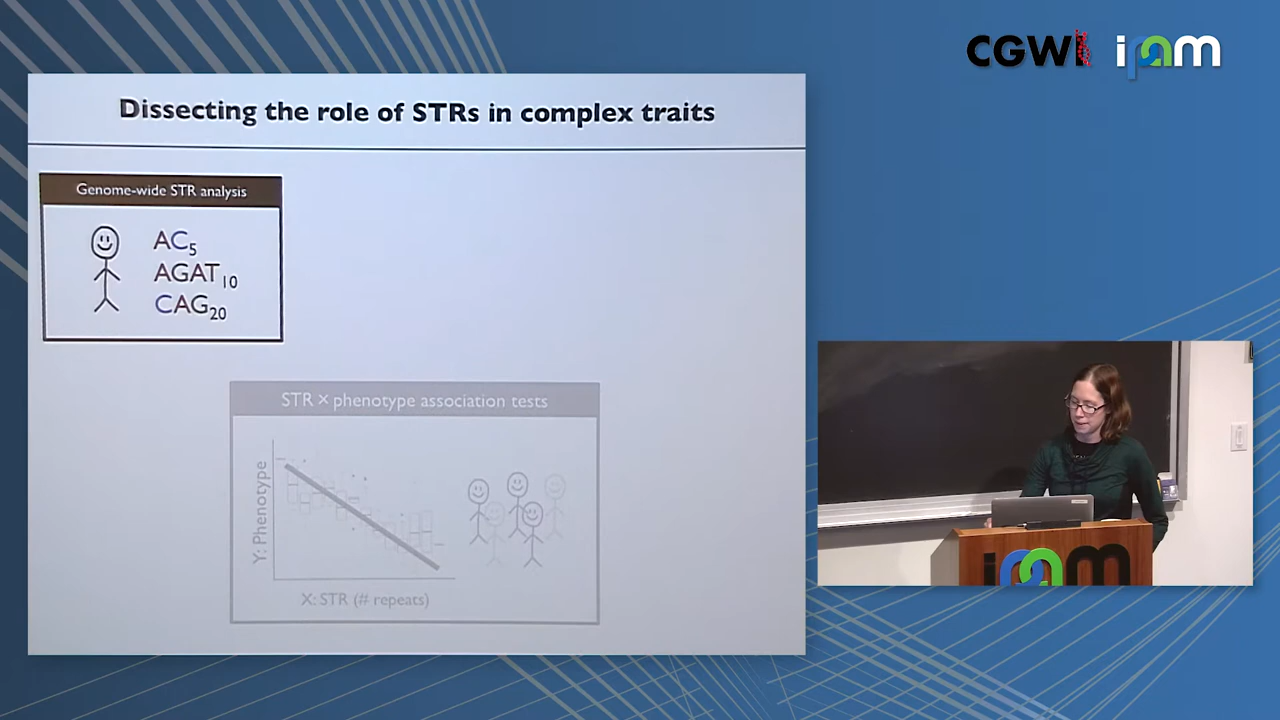 CGWI ipam
Dissecting the role of STRs in complex traits
Genome-wide STR analysis
AC5
AGAT10
CAG20
STR × phenotype association tests
Y: Phenotype
X: STR (# repeats)
ipam